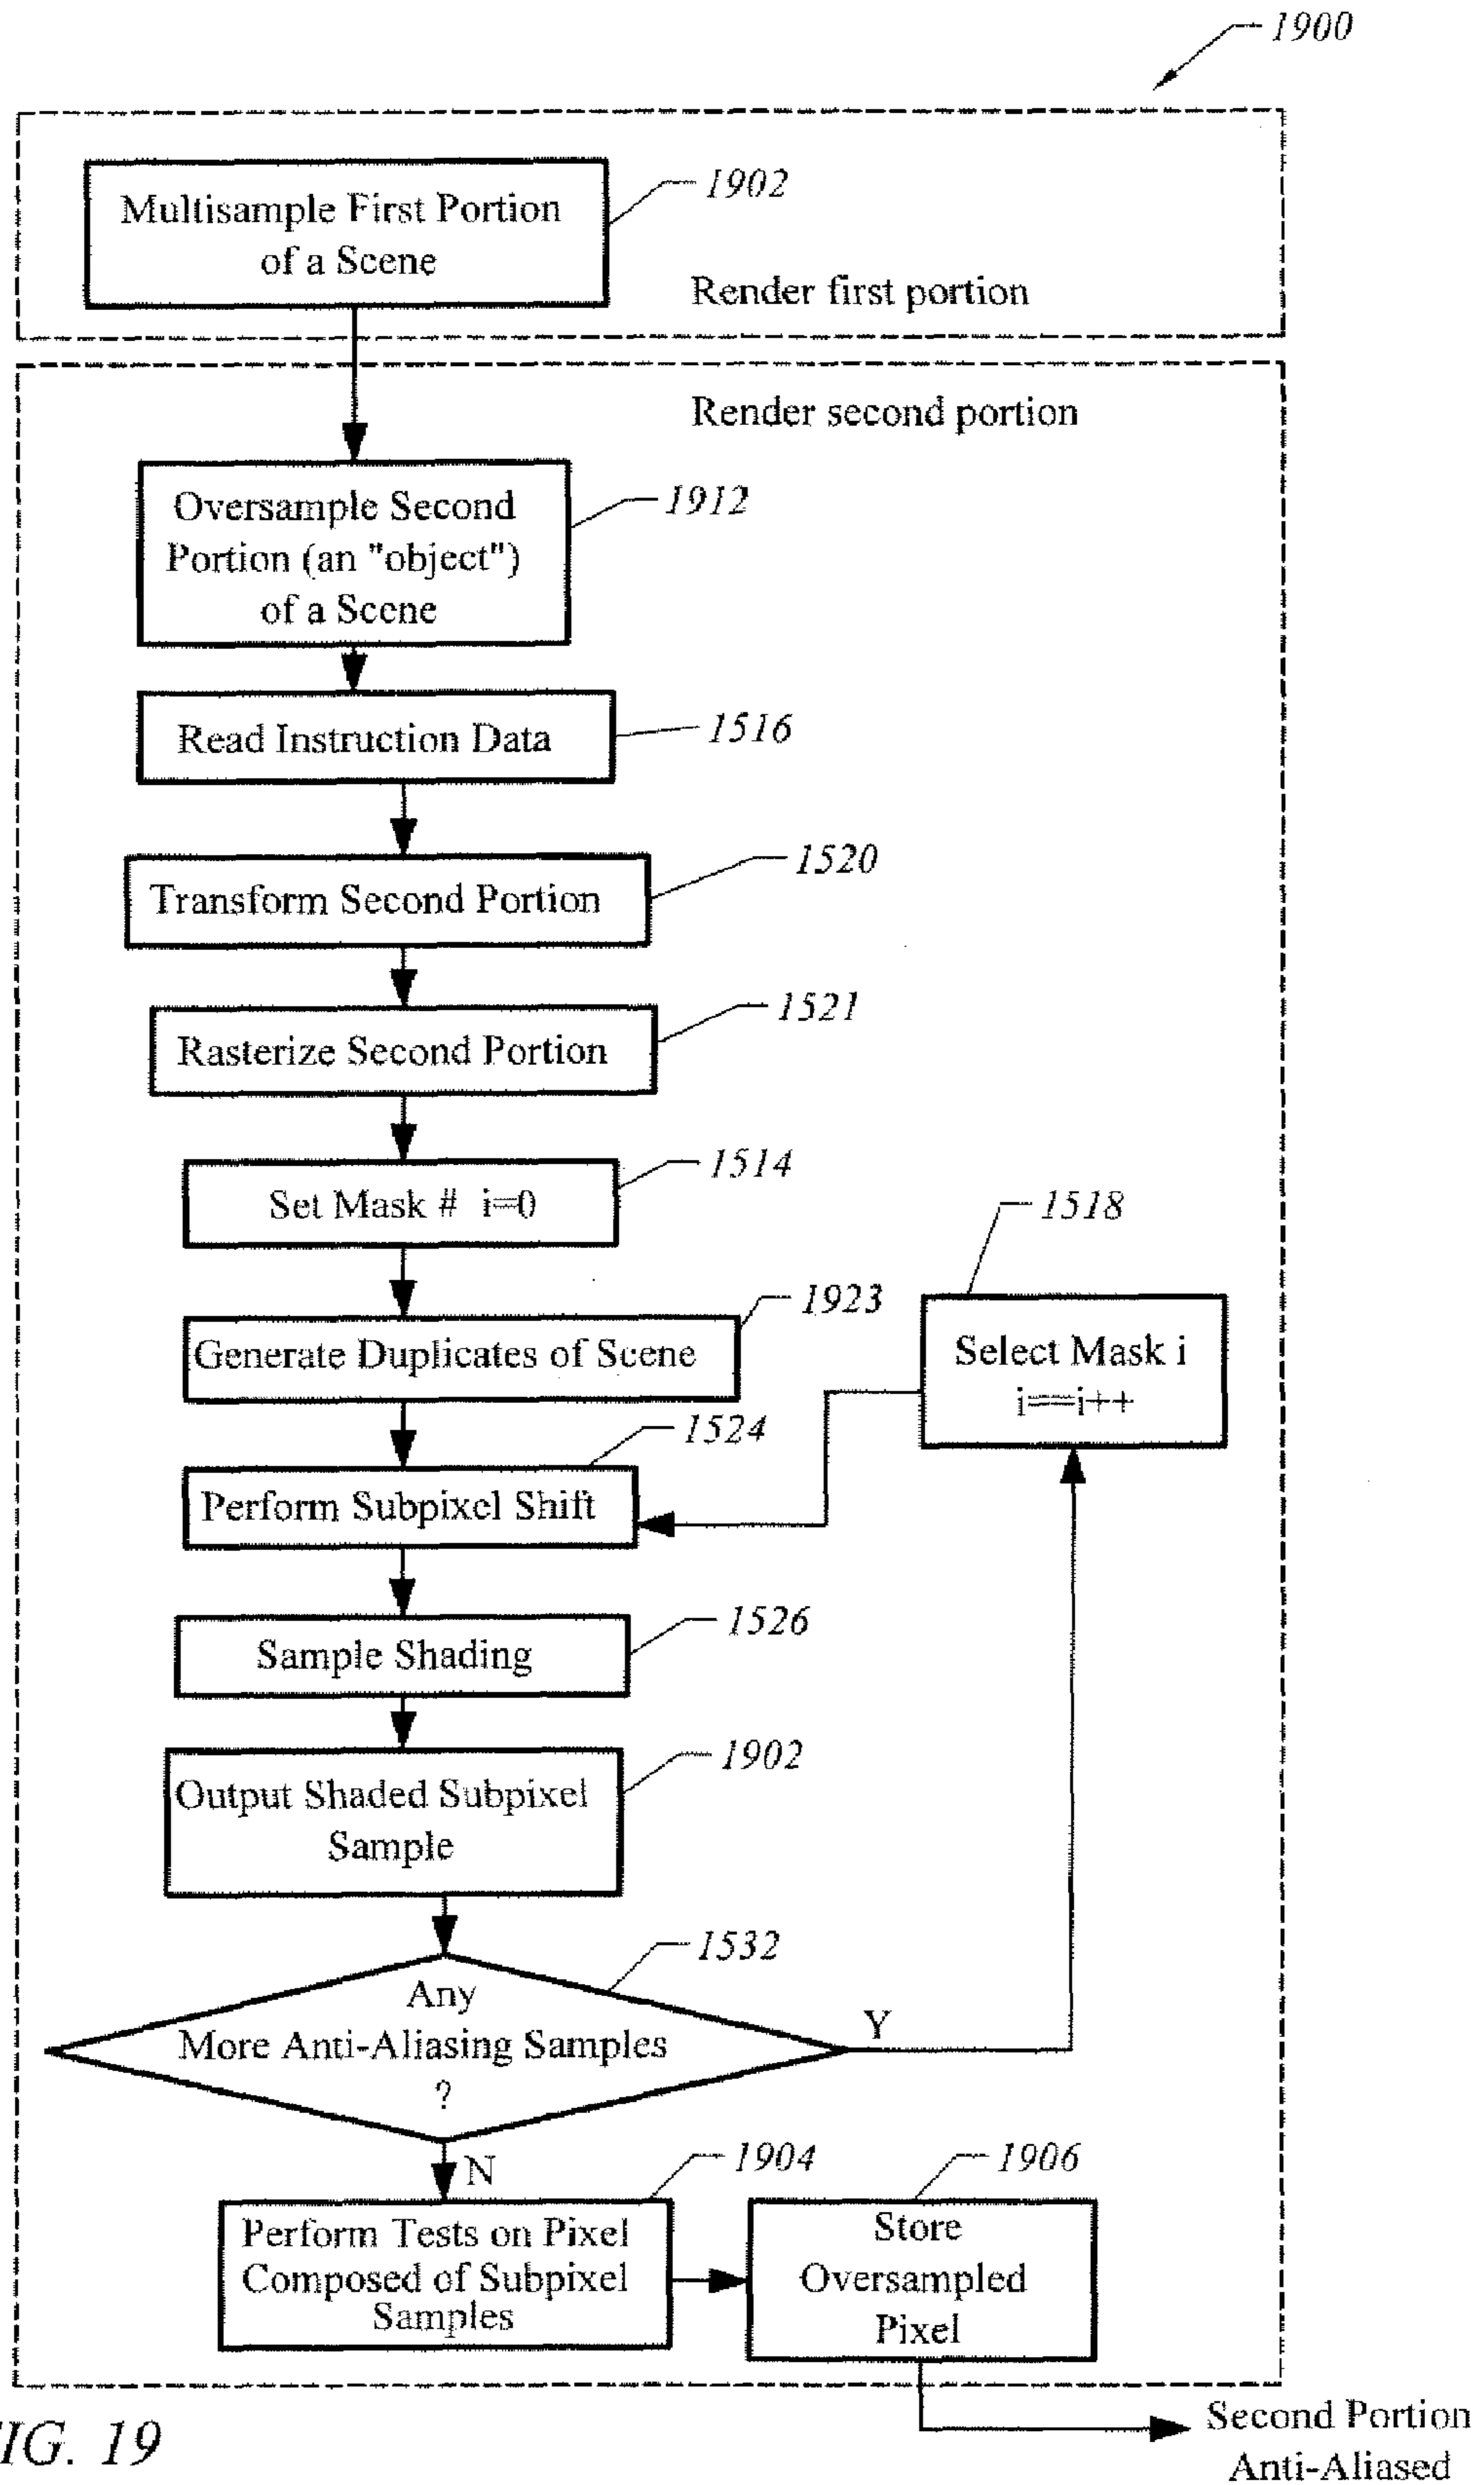 1900
Multisample First Portion
of a Scene
1902
Render first portion
Render second portion
Oversample Second
Portion (an "object")
of a Scene
1912
Read Instruction Data
1516
Transform Second Portion
1520
Rasterize Second Portion
1521
Set Mask # i=0
1514
Generate Duplicates of Scene
1923
Select Mask i
i==i++
1518
Perform Subpixel Shift
1524
Sample Shading
1526
Output Shaded Subpixel
Sample
1902
Any
More Anti-Aliasing Samples
?
1532
Y
N
Perform Tests on Pixel
Composed of Subpixel
Samples
1904
Store
Oversampled
Pixel
1906
Second Portion
Anti-Aliased
IG. 19